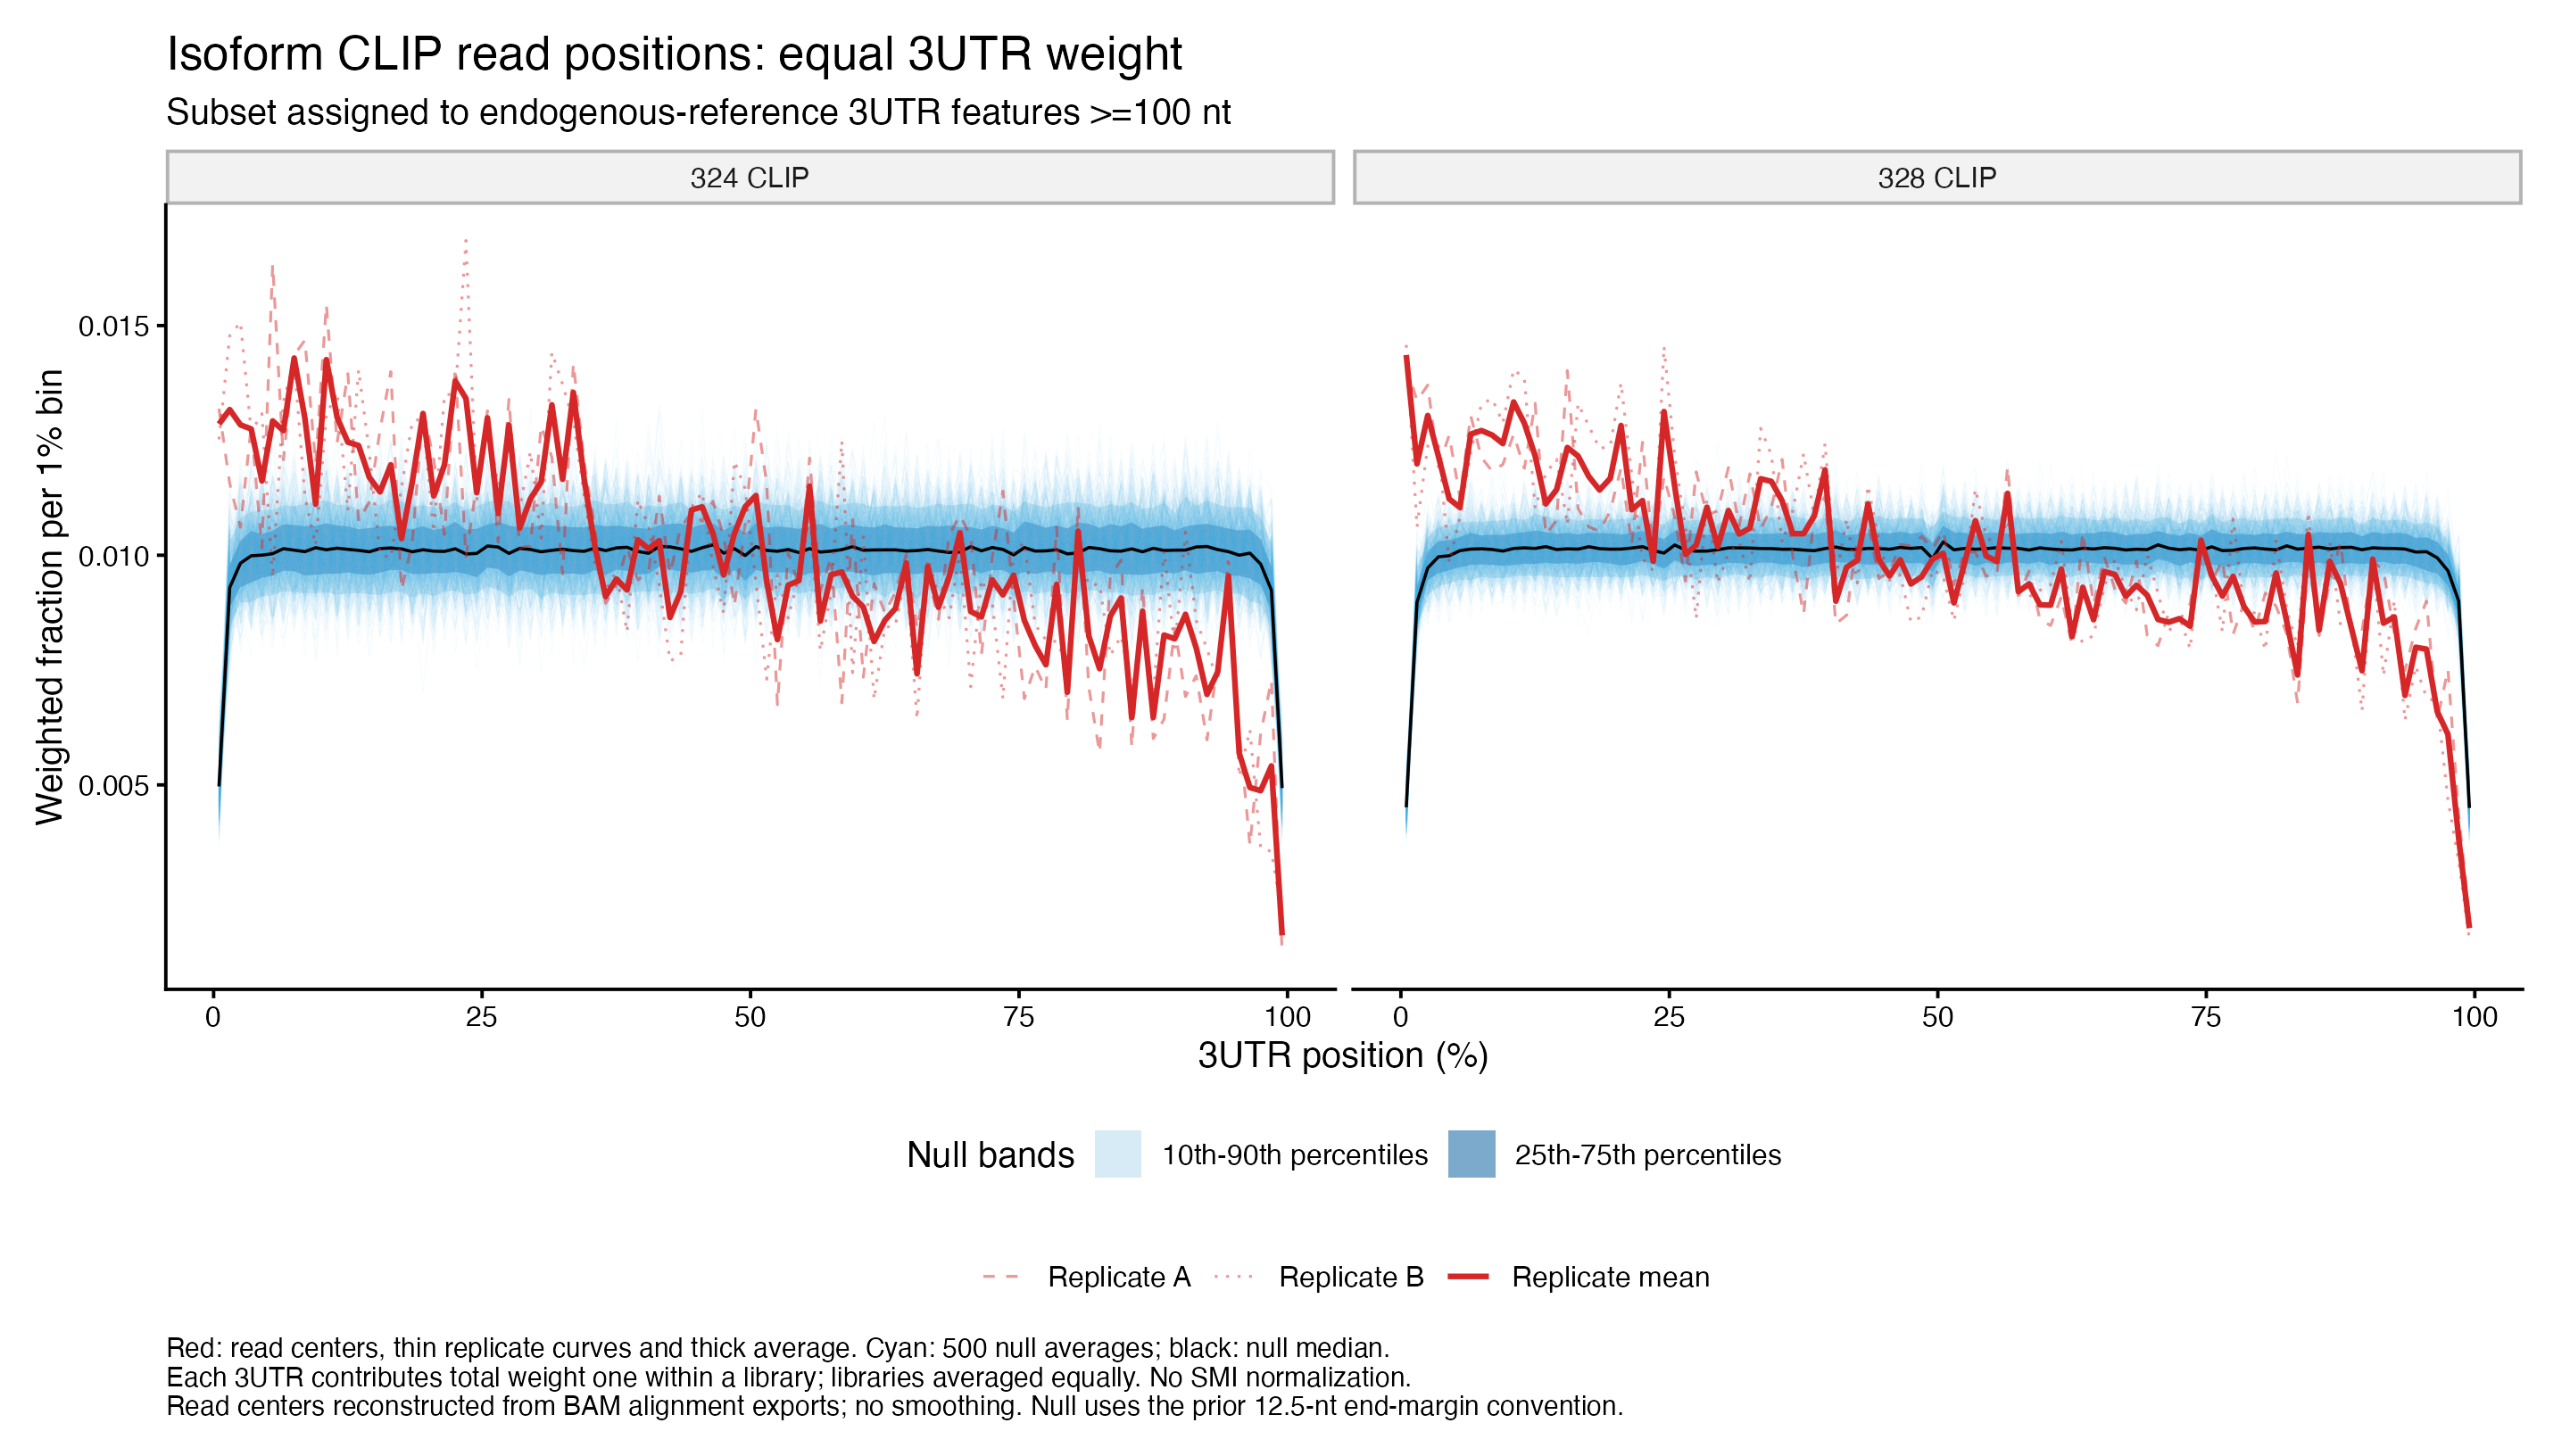 Isoform CLIP read positions: equal 3UTR weight
Subset assigned to endogenous-reference 3UTR features >=100 nt
324 CLIP
328 CLIP
Weighted fraction per 1% bin
0.015
0.010
0.005
0 25 50 75 100
0 25 50 75 100
3UTR position (%)
Null bands 10th-90th percentiles 25th-75th percentiles
Replicate A Replicate B Replicate mean
Red: read centers, thin replicate curves and thick average. Cyan: 500 null averages; black: null median.
Each 3UTR contributes total weight one within a library; libraries averaged equally. No SMI normalization.
Read centers reconstructed from BAM alignment exports; no smoothing. Null uses the prior 12.5-nt end-margin convention.